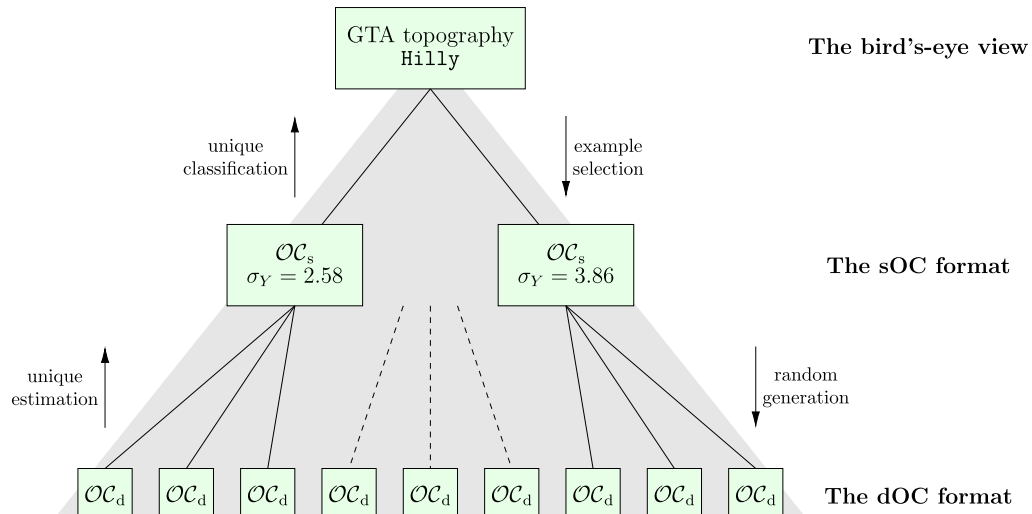 GTA topography
Hilly
The bird's-eye view
unique
classification
example
selection
𝒪𝒞s
σY = 2.58
𝒪𝒞s
σY = 3.86
The sOC format
unique
estimation
random
generation
𝒪𝒞d 𝒪𝒞d 𝒪𝒞d 𝒪𝒞d 𝒪𝒞d 𝒪𝒞d 𝒪𝒞d 𝒪𝒞d 𝒪𝒞d
The dOC format